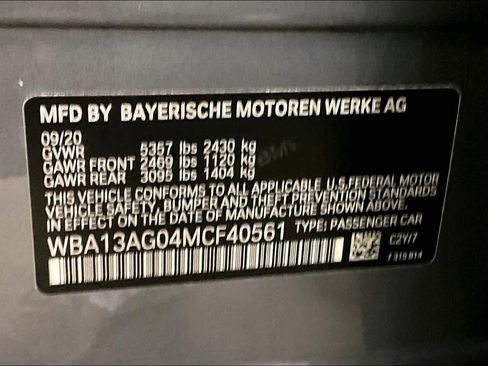 MFD BY BAYERISCHE MOTOREN WERKE AG
09/20
GVWR 5357 lbs 2430 kg
GAWR FRONT 2469 lbs 1120 kg
GAWR REAR 3095 lbs 1404 kg
THIS VEHICLE CONFORMS TO ALL APPLICABLE U.S. FEDERAL MOTOR
VEHICLE SAFETY, BUMPER AND THEFT PREVENTION STANDARDS
IN EFFECT ON THE DATE OF MANUFACTURE SHOWN ABOVE.
WBA13AG04MCF40561 TYPE: PASSENGER CAR
C2Y/7